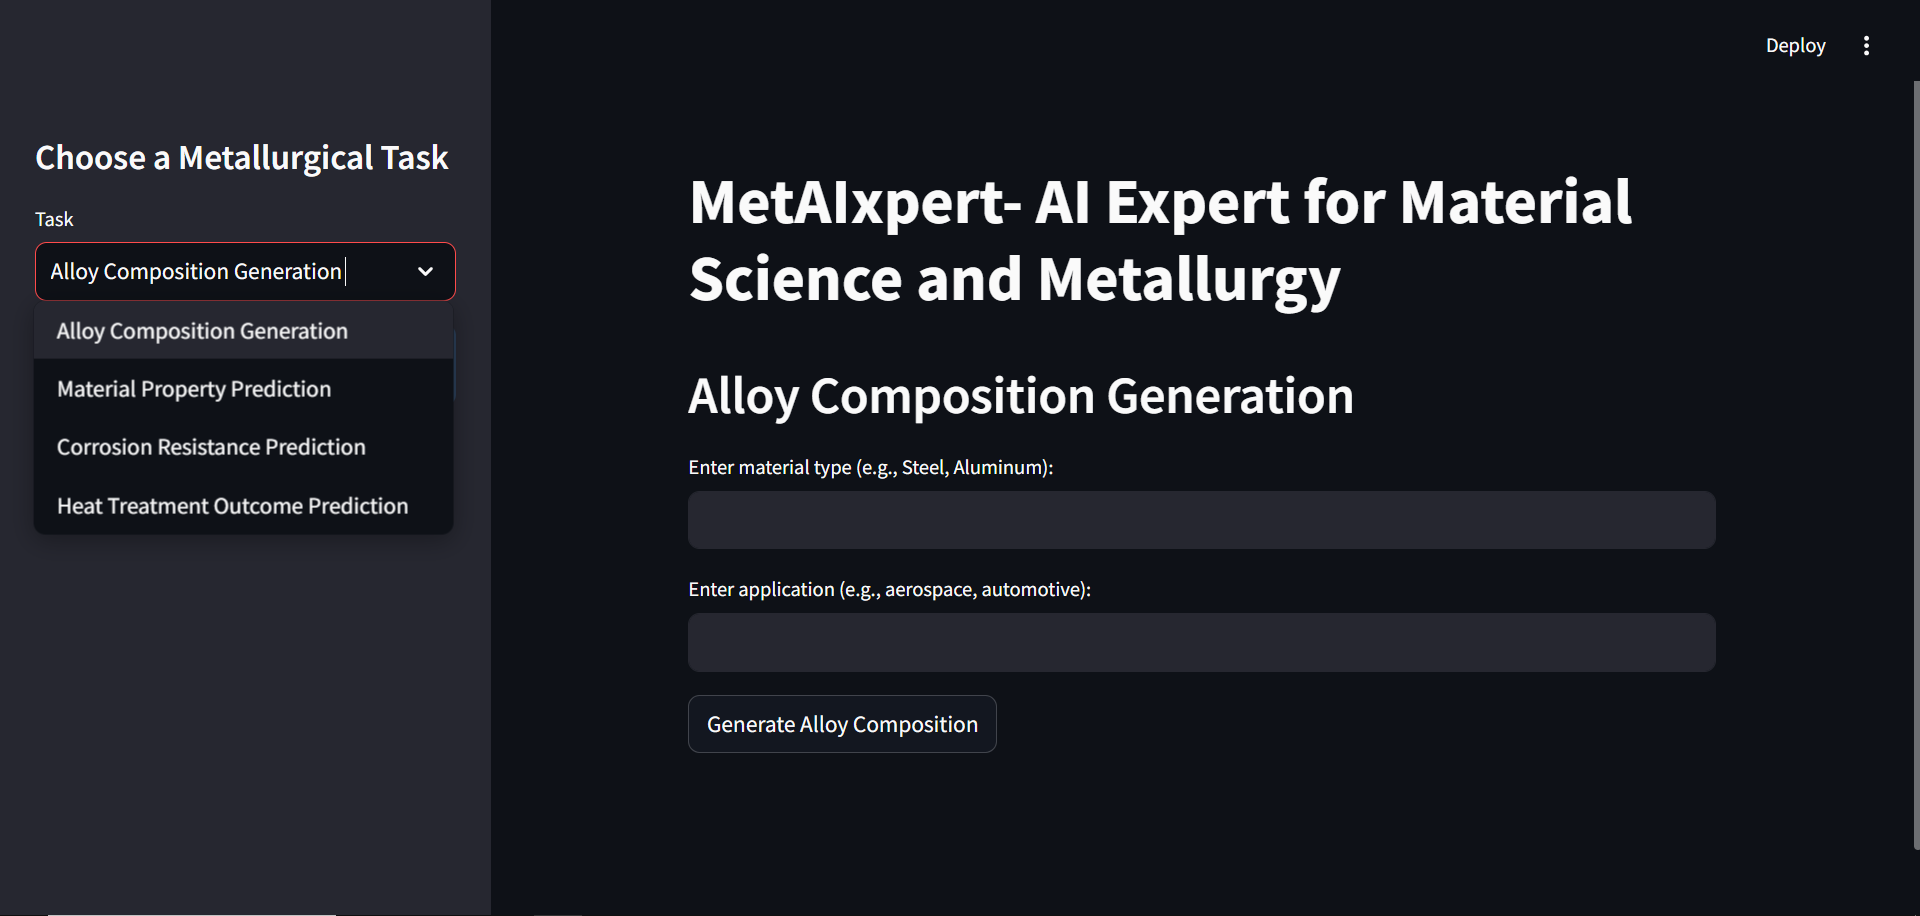 Deploy
Choose a Metallurgical Task
Task
Alloy Composition Generation
Alloy Composition Generation
Material Property Prediction
Corrosion Resistance Prediction
Heat Treatment Outcome Prediction
MetAIxpert- AI Expert for Material
Science and Metallurgy
Alloy Composition Generation
Enter material type (e.g., Steel, Aluminum):
Enter application (e.g., aerospace, automotive):
Generate Alloy Composition